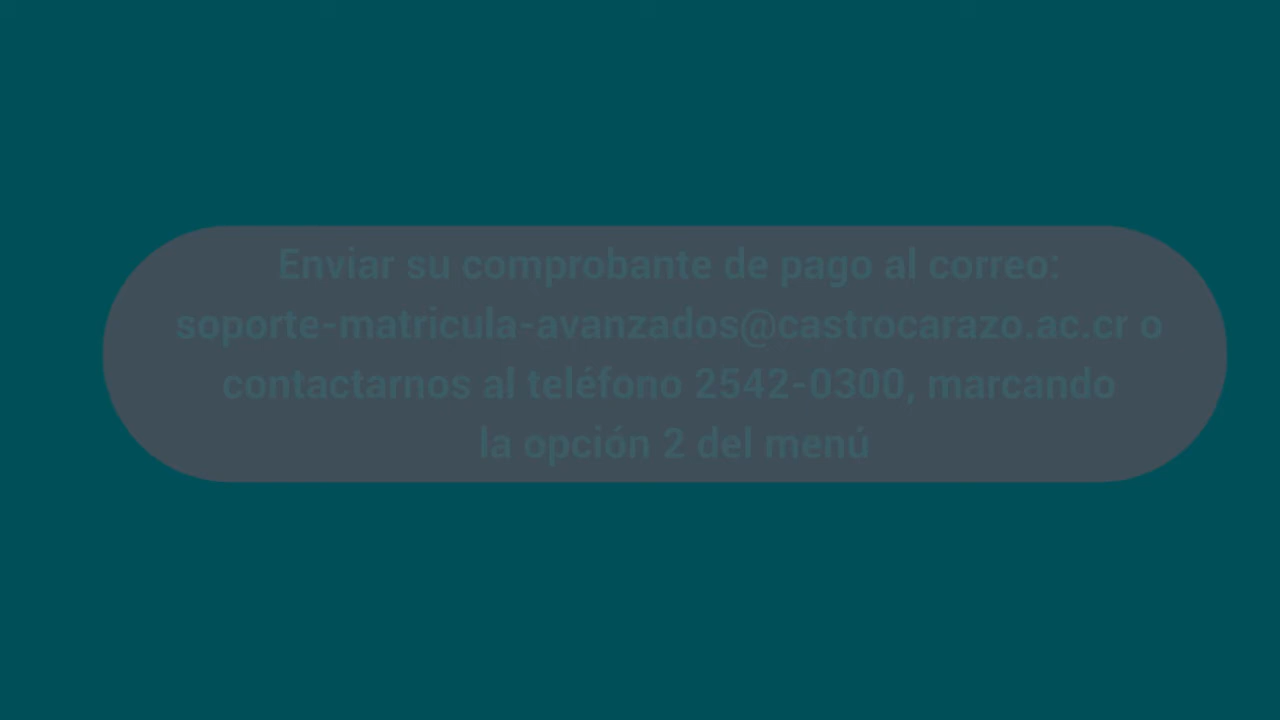 Enviar su comprobante de pago al correo:
soporte-matricula-avanzados@castrocarazo.ac.cr o
contactarnos al teléfono 2542-0300, marcando
la opción 2 del menú